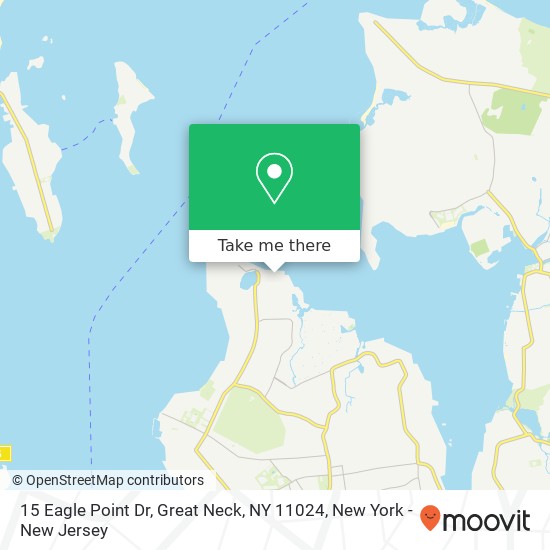 Take me there
© OpenStreetMap contributors
15 Eagle Point Dr, Great Neck, NY 11024, New York -
New Jersey
moovit